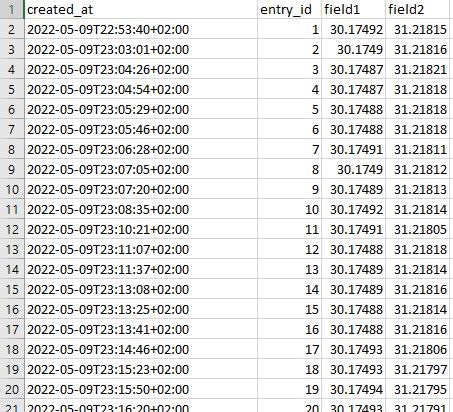 1 created_at entry_id field1 field2
2 2022-05-09T22:53:40+02:00 1 30.17492 31.21815
3 2022-05-09T23:03:01+02:00 2 30.1749 31.21816
4 2022-05-09T23:04:26+02:00 3 30.17487 31.21821
5 2022-05-09T23:04:54+02:00 4 30.17487 31.21818
6 2022-05-09T23:05:29+02:00 5 30.17488 31.21818
7 2022-05-09T23:05:46+02:00 6 30.17488 31.21818
8 2022-05-09T23:06:28+02:00 7 30.17491 31.21811
9 2022-05-09T23:07:05+02:00 8 30.1749 31.21812
10 2022-05-09T23:07:20+02:00 9 30.17489 31.21813
11 2022-05-09T23:08:35+02:00 10 30.17492 31.21814
12 2022-05-09T23:10:21+02:00 11 30.17491 31.21805
13 2022-05-09T23:11:07+02:00 12 30.17488 31.21818
14 2022-05-09T23:11:37+02:00 13 30.17489 31.21814
15 2022-05-09T23:13:08+02:00 14 30.17489 31.21816
16 2022-05-09T23:13:25+02:00 15 30.17488 31.21814
17 2022-05-09T23:13:41+02:00 16 30.17488 31.21816
18 2022-05-09T23:14:46+02:00 17 30.17493 31.21806
19 2022-05-09T23:15:23+02:00 18 30.17493 31.21797
20 2022-05-09T23:15:50+02:00 19 30.17494 31.21795
21 2022-05-09T23:16:20+02:00 20 30.17493 31.21791